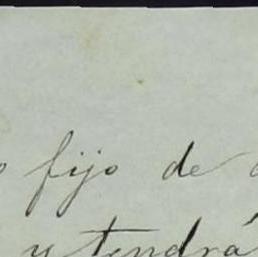 fijo de
y tendrá